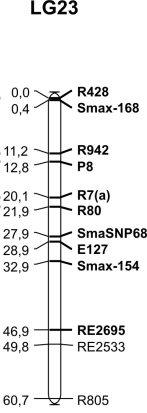 LG23
0,0 R428
0,4 Smax-168
11,2 R942
12,8 P8
20,1 R7(a)
21,9 R80
27,9 SmaSNP68
28,9 E127
32,9 Smax-154
46,9 RE2695
49,8 RE2533
60,7 R805